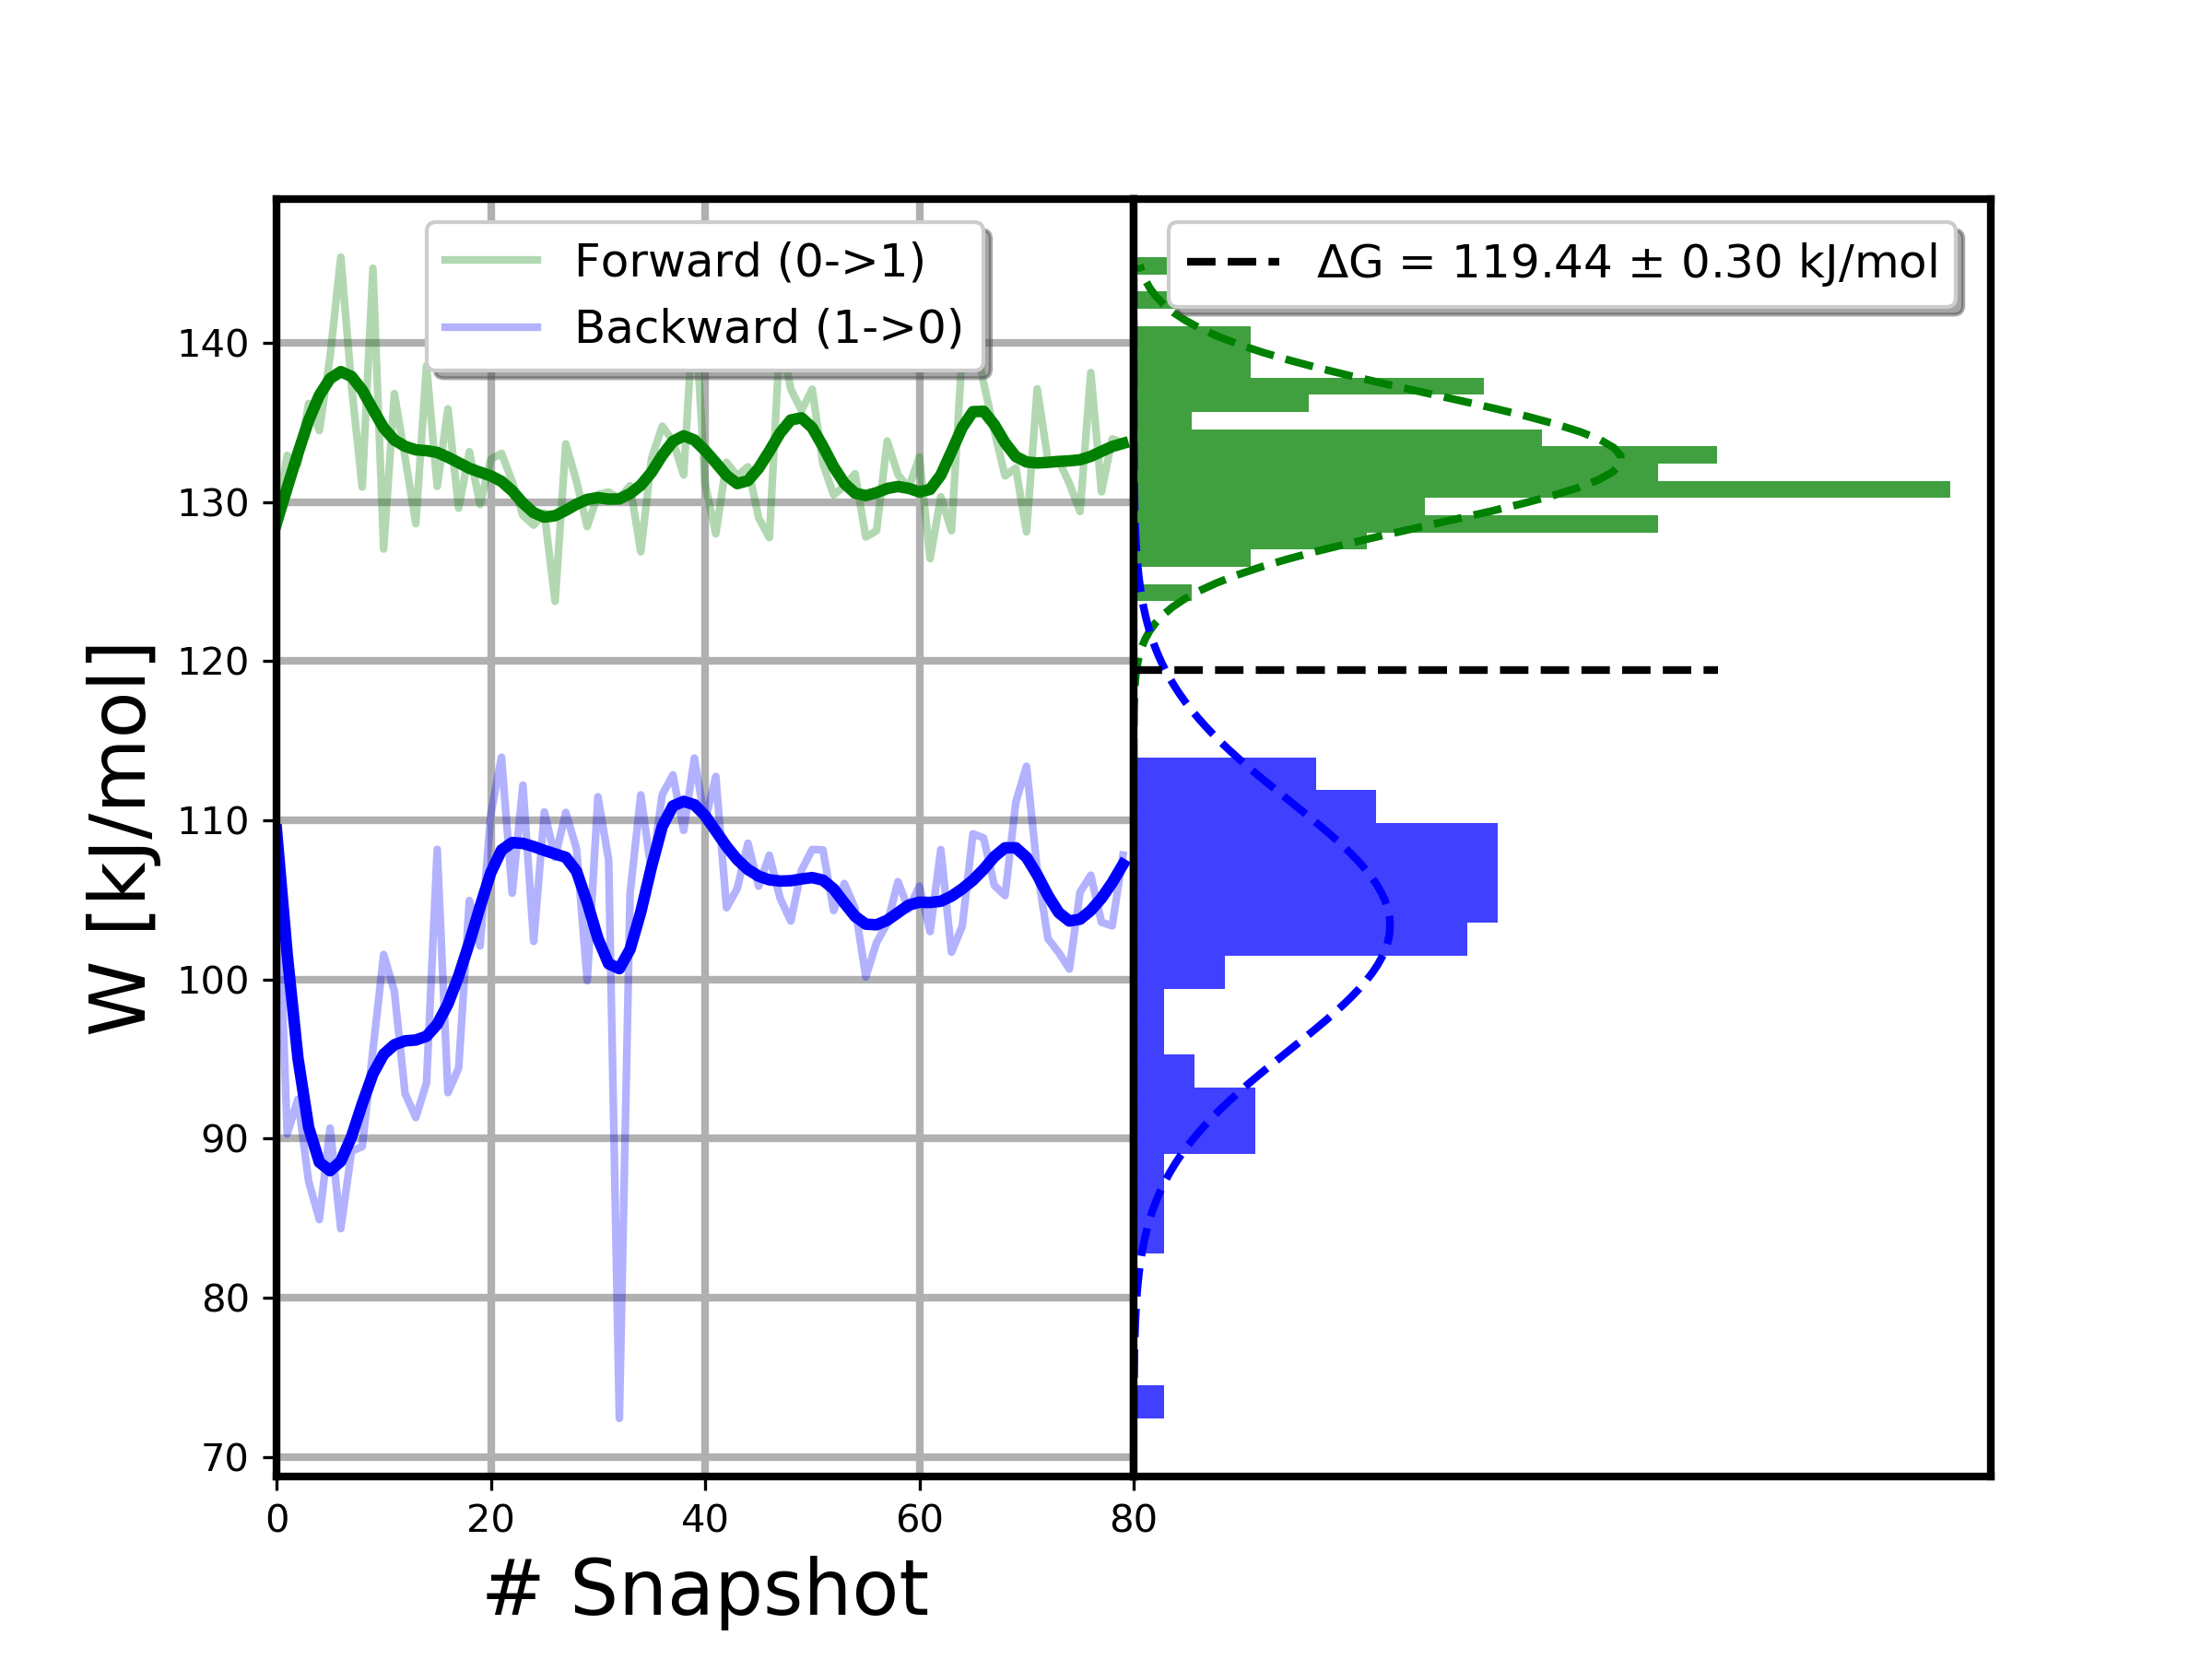 Forward (0->1)
Backward (1->0)
ΔG = 119.44 ± 0.30 kJ/mol
W [kJ/mol]
140
130
120
110
100
90
80
70
0 20 40 60 80
# Snapshot